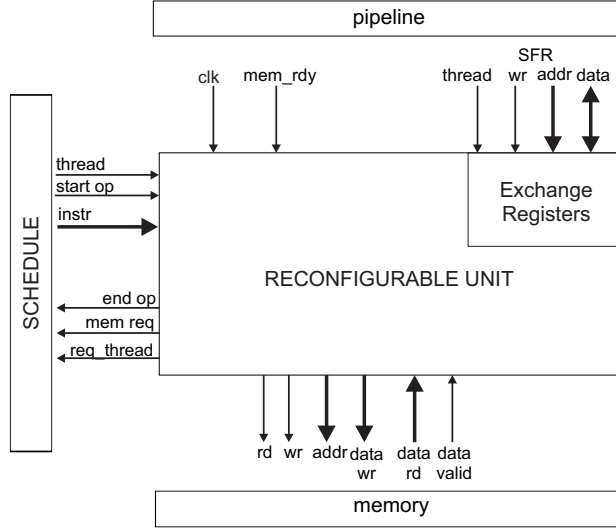 pipeline
SFR
clk mem_rdy thread wr addr data
SCHEDULE
thread
start op
instr
Exchange
Registers
RECONFIGURABLE UNIT
end op
mem req
req_thread
rd wr addr data data data
wr rd valid
memory